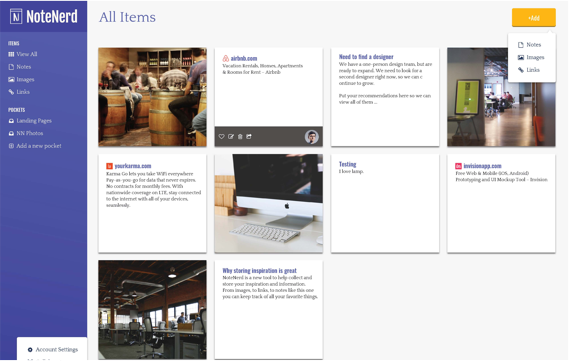 NoteNerd
ITEMS
View All
Notes
Images
Links
POCKETS
Landing Pages
NN Photos
Add a new pocket
Account Settings
All Items
+Add
Notes
Images
Links
airbnb.com
Vacation Rentals, Homes, Apartments
& Rooms for Rent - Airbnb
Need to find a designer
We have a one-person design team, but are
ready to expand. We need to look for a
second designer right now, so we can c
ontinue to grow.
Put your recommendations here so we can
view all of them ...
yourkarma.com
Karma Go lets you take WiFi everywhere
Pay-as-you-go for data that never expires.
No contracts for monthly fees. With
nationwide coverage on LTE, stay connected
to the internet with all of your devices,
seamlessly.
Testing
I love lamp.
invisionapp.com
Free Web & Mobile (iOS, Android)
Prototyping and UI Mockup Tool - Invision
Why storing inspiration is great
NoteNerd is a new tool to help collect and
store your inspiration and information.
From images, to links, to notes like this one
you can keep track of all your favorite things.